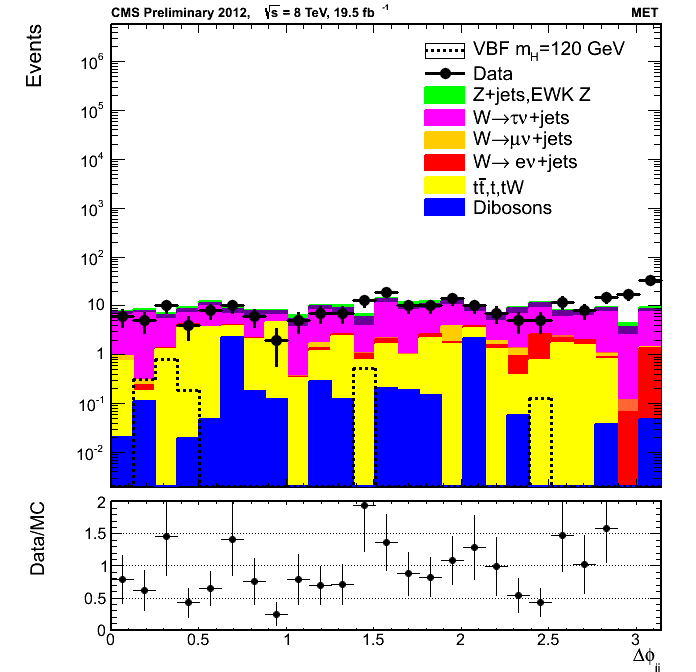 CMS Preliminary 2012, √s = 8 TeV, 19.5 fb⁻¹ MET
Events
10⁶
10⁵
10⁴
10³
10²
10
1
10⁻¹
10⁻²
VBF m_H=120 GeV
Data
Z+jets,EWK Z
W→τν+jets
W→μν+jets
W→ eν+jets
tt̄,t,tW
Dibosons
Data/MC
2
1.5
1
0.5
0
0 0.5 1 1.5 2 2.5 3
Δϕ_jj